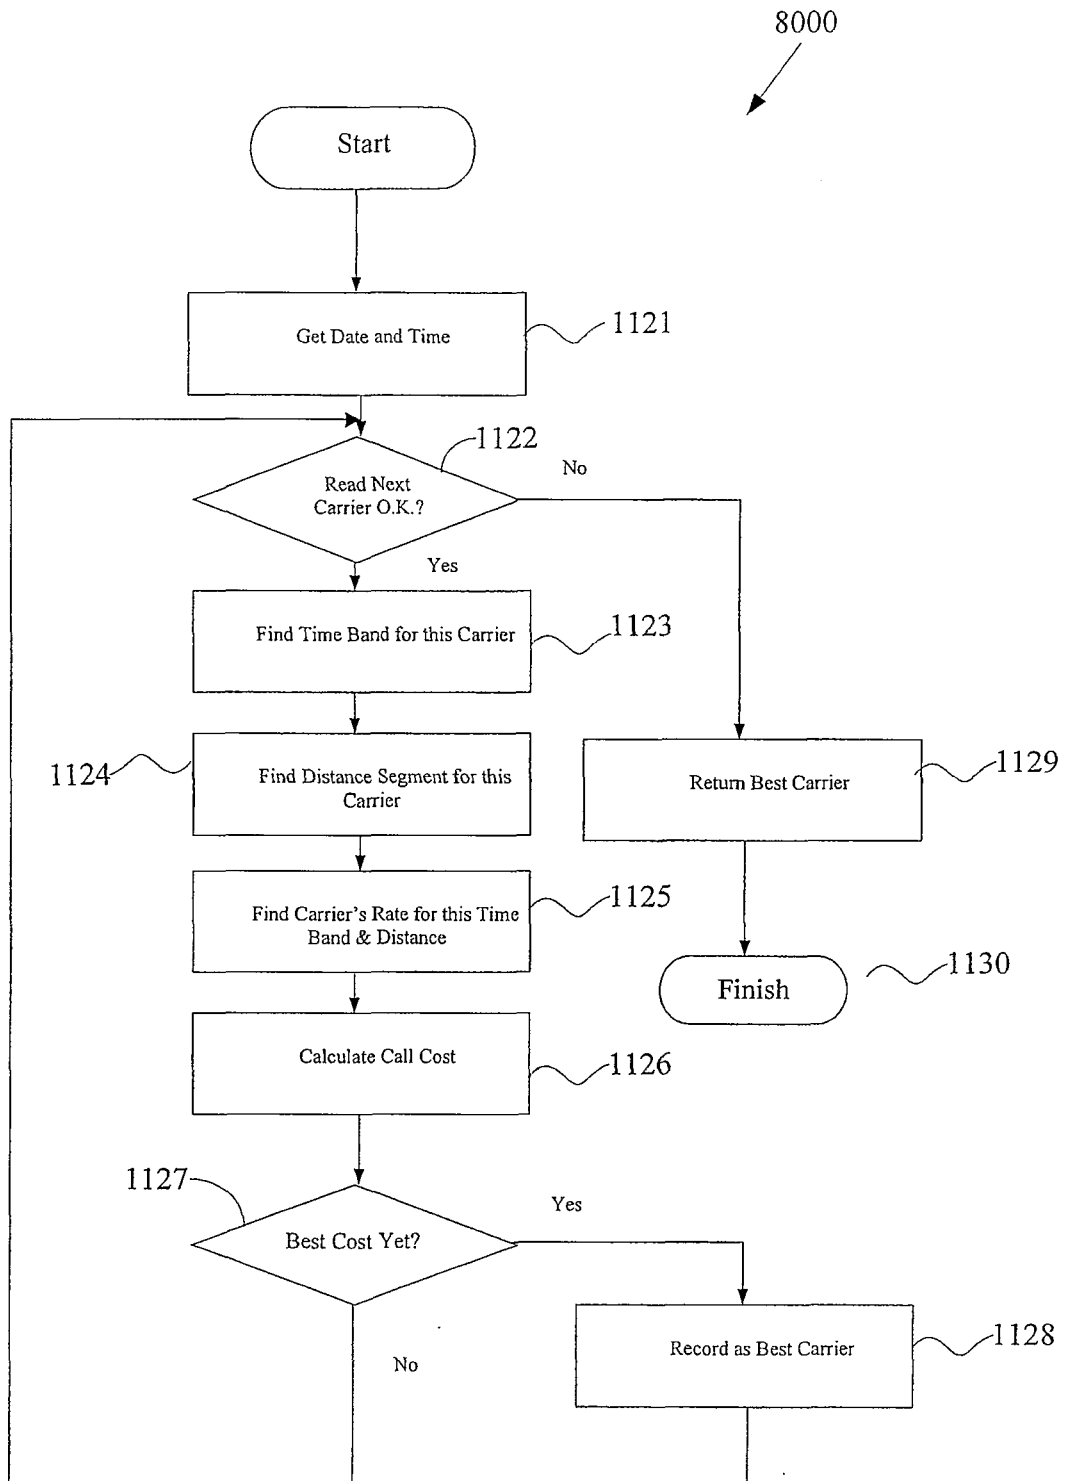 8000
Start
Get Date and Time
1121
1122
Read Next
Carrier O.K.?
No
Yes
Find Time Band for this Carrier
1123
1124
Find Distance Segment for this
Carrier
Return Best Carrier
1129
Find Carrier's Rate for this Time
Band & Distance
1125
Finish
1130
Calculate Call Cost
1126
1127
Best Cost Yet?
Yes
No
Record as Best Carrier
1128